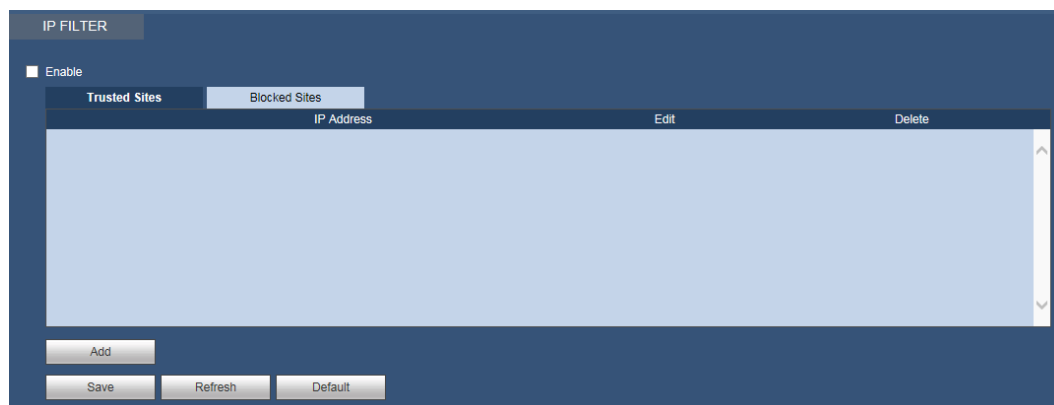 IP FILTER
Enable
Trusted Sites Blocked Sites
IP Address Edit Delete
Add
Save Refresh Default